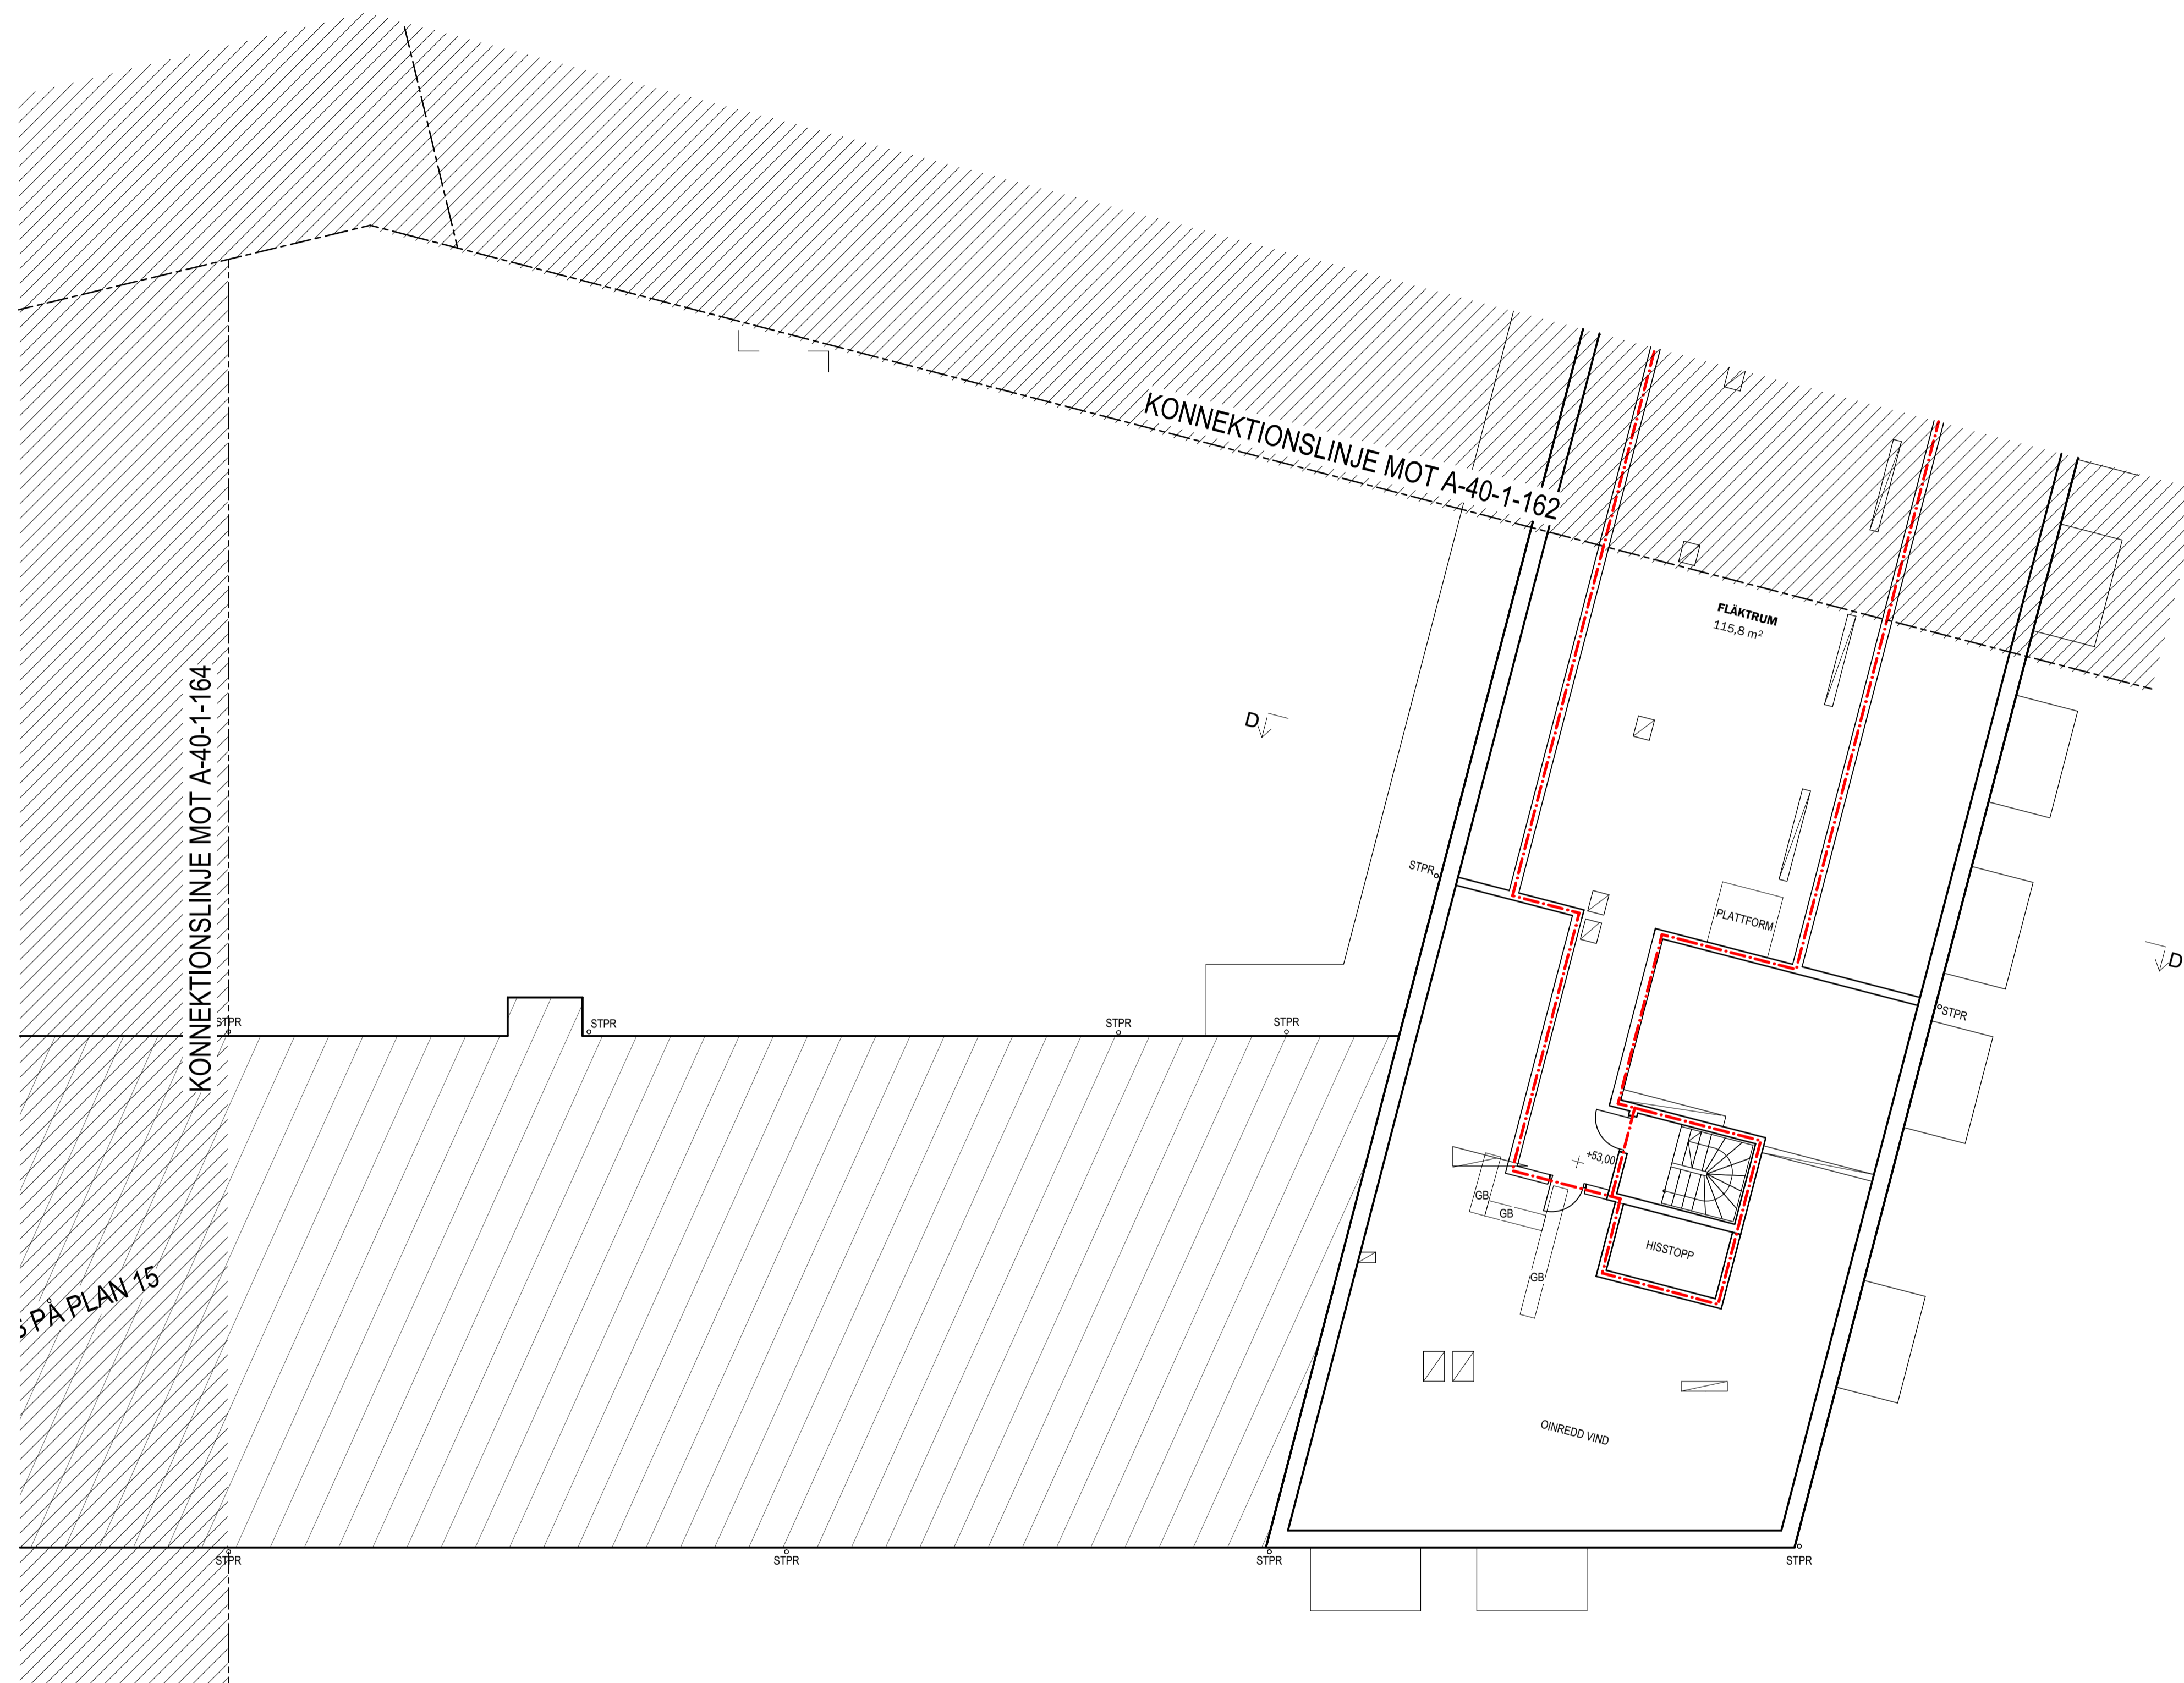 KONNEKTIONSLINJE MOT A-40-1-162
FLÄKTRUM
115,8 m²
KONNEKTIONSLINJE MOT A-40-1-164
D
STPR
PLATTFORM
D
STPR
STPR
STPR
STPR
STPR
+53,00
GB
GB
HISSTOPP
GB
PÅ PLAN 15
OINREDD VIND
STPR
STPR
STPR
STPR